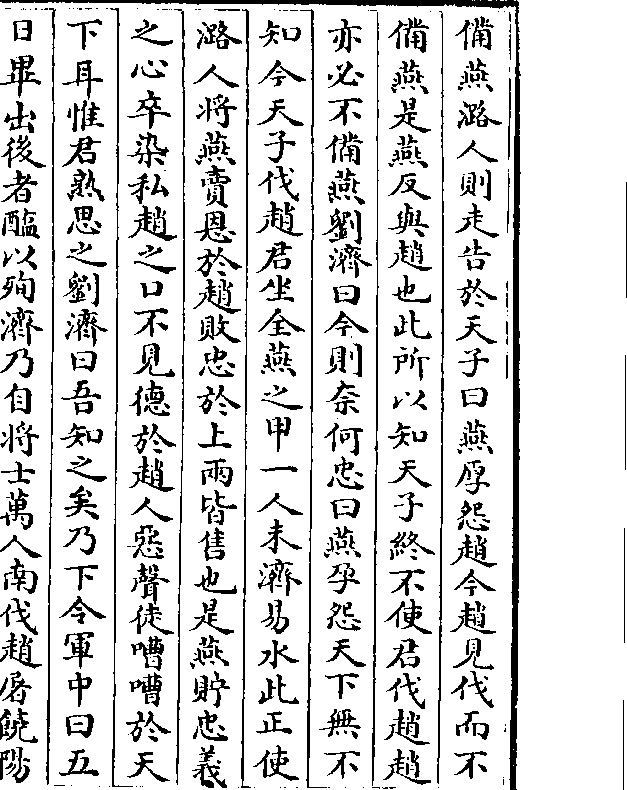 備燕潞人則走告於天子曰燕厚怨趙今趙見伐而不
備燕是燕反與趙也此所以知天子終不使君伐趙趙
亦必不備燕劉濟曰今則奈何忠曰燕孕怨天下無不
知今天子伐趙君坐全燕之甲一人未濟易水此正使
潞人將燕賣恩於趙敗忠於上兩皆售也是燕貯忠義
之心卒染私趙之口不見德於趙人惡聲徒嘈嘈於天
下耳惟君熟思之劉濟曰吾知之矣乃下令軍中曰五
日畢出後者醢以殉濟乃自將士萬人南伐趙屠饒陽